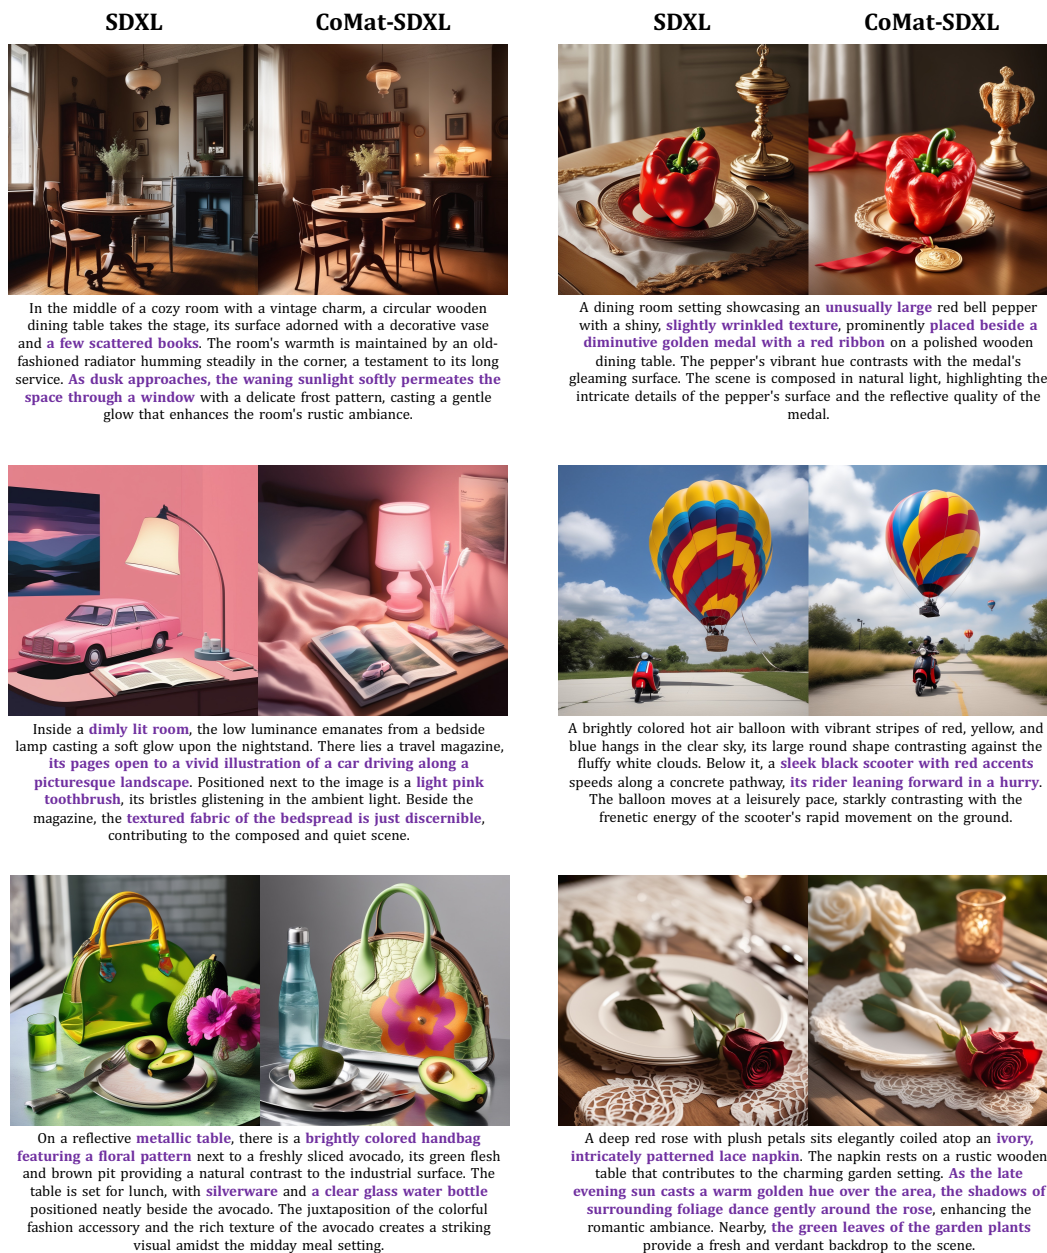 SDXL
CoMat-SDXL
SDXL
CoMat-SDXL
In the middle of a cozy room with a vintage charm, a circular wooden
dining table takes the stage, its surface adorned with a decorative vase
and a few scattered books. The room's warmth is maintained by an old-
fashioned radiator humming steadily in the corner, a testament to its long
service. As dusk approaches, the waning sunlight softly permeates the
space through a window with a delicate frost pattern, casting a gentle
glow that enhances the room's rustic ambiance.
A dining room setting showcasing an unusually large red bell pepper
with a shiny, slightly wrinkled texture, prominently placed beside a
diminutive golden medal with a red ribbon on a polished wooden
dining table. The pepper's vibrant hue contrasts with the medal's
gleaming surface. The scene is composed in natural light, highlighting the
intricate details of the pepper's surface and the reflective quality of the
medal.
Inside a dimly lit room, the low luminance emanates from a bedside
lamp casting a soft glow upon the nightstand. There lies a travel magazine,
its pages open to a vivid illustration of a car driving along a
picturesque landscape. Positioned next to the image is a light pink
toothbrush, its bristles glistening in the ambient light. Beside the
magazine, the textured fabric of the bedspread is just discernible,
contributing to the composed and quiet scene.
A brightly colored hot air balloon with vibrant stripes of red, yellow, and
blue hangs in the clear sky, its large round shape contrasting against the
fluffy white clouds. Below it, a sleek black scooter with red accents
speeds along a concrete pathway, its rider leaning forward in a hurry.
The balloon moves at a leisurely pace, starkly contrasting with the
frenetic energy of the scooter's rapid movement on the ground.
On a reflective metallic table, there is a brightly colored handbag
featuring a floral pattern next to a freshly sliced avocado, its green flesh
and brown pit providing a natural contrast to the industrial surface. The
table is set for lunch, with silverware and a clear glass water bottle
positioned neatly beside the avocado. The juxtaposition of the colorful
fashion accessory and the rich texture of the avocado creates a striking
visual amidst the midday meal setting.
A deep red rose with plush petals sits elegantly coiled atop an ivory,
intricately patterned lace napkin. The napkin rests on a rustic wooden
table that contributes to the charming garden setting. As the late
evening sun casts a warm golden hue over the area, the shadows of
surrounding foliage dance gently around the rose, enhancing the
romantic ambiance. Nearby, the green leaves of the garden plants
provide a fresh and verdant backdrop to the scene.